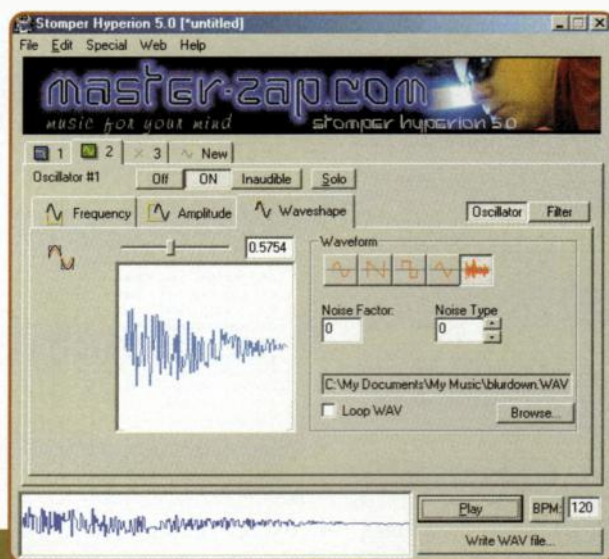 Stomper Hyperion 5.0 [*untitled]
File Edit Special Web Help
master-zap.com
music for your mind
stomper hyperion 5.0
1 2 3 New
Oscillator #1 Off ON Inaudible Solo
Frequency Amplitude Waveshape Oscillator Filter
0.5754
Waveform
Noise Factor: Noise Type
0 0
C:\My Documents\My Music\blurdown.WAV
Loop WAV Browse...
Play BPM: 120
Write WAV file...